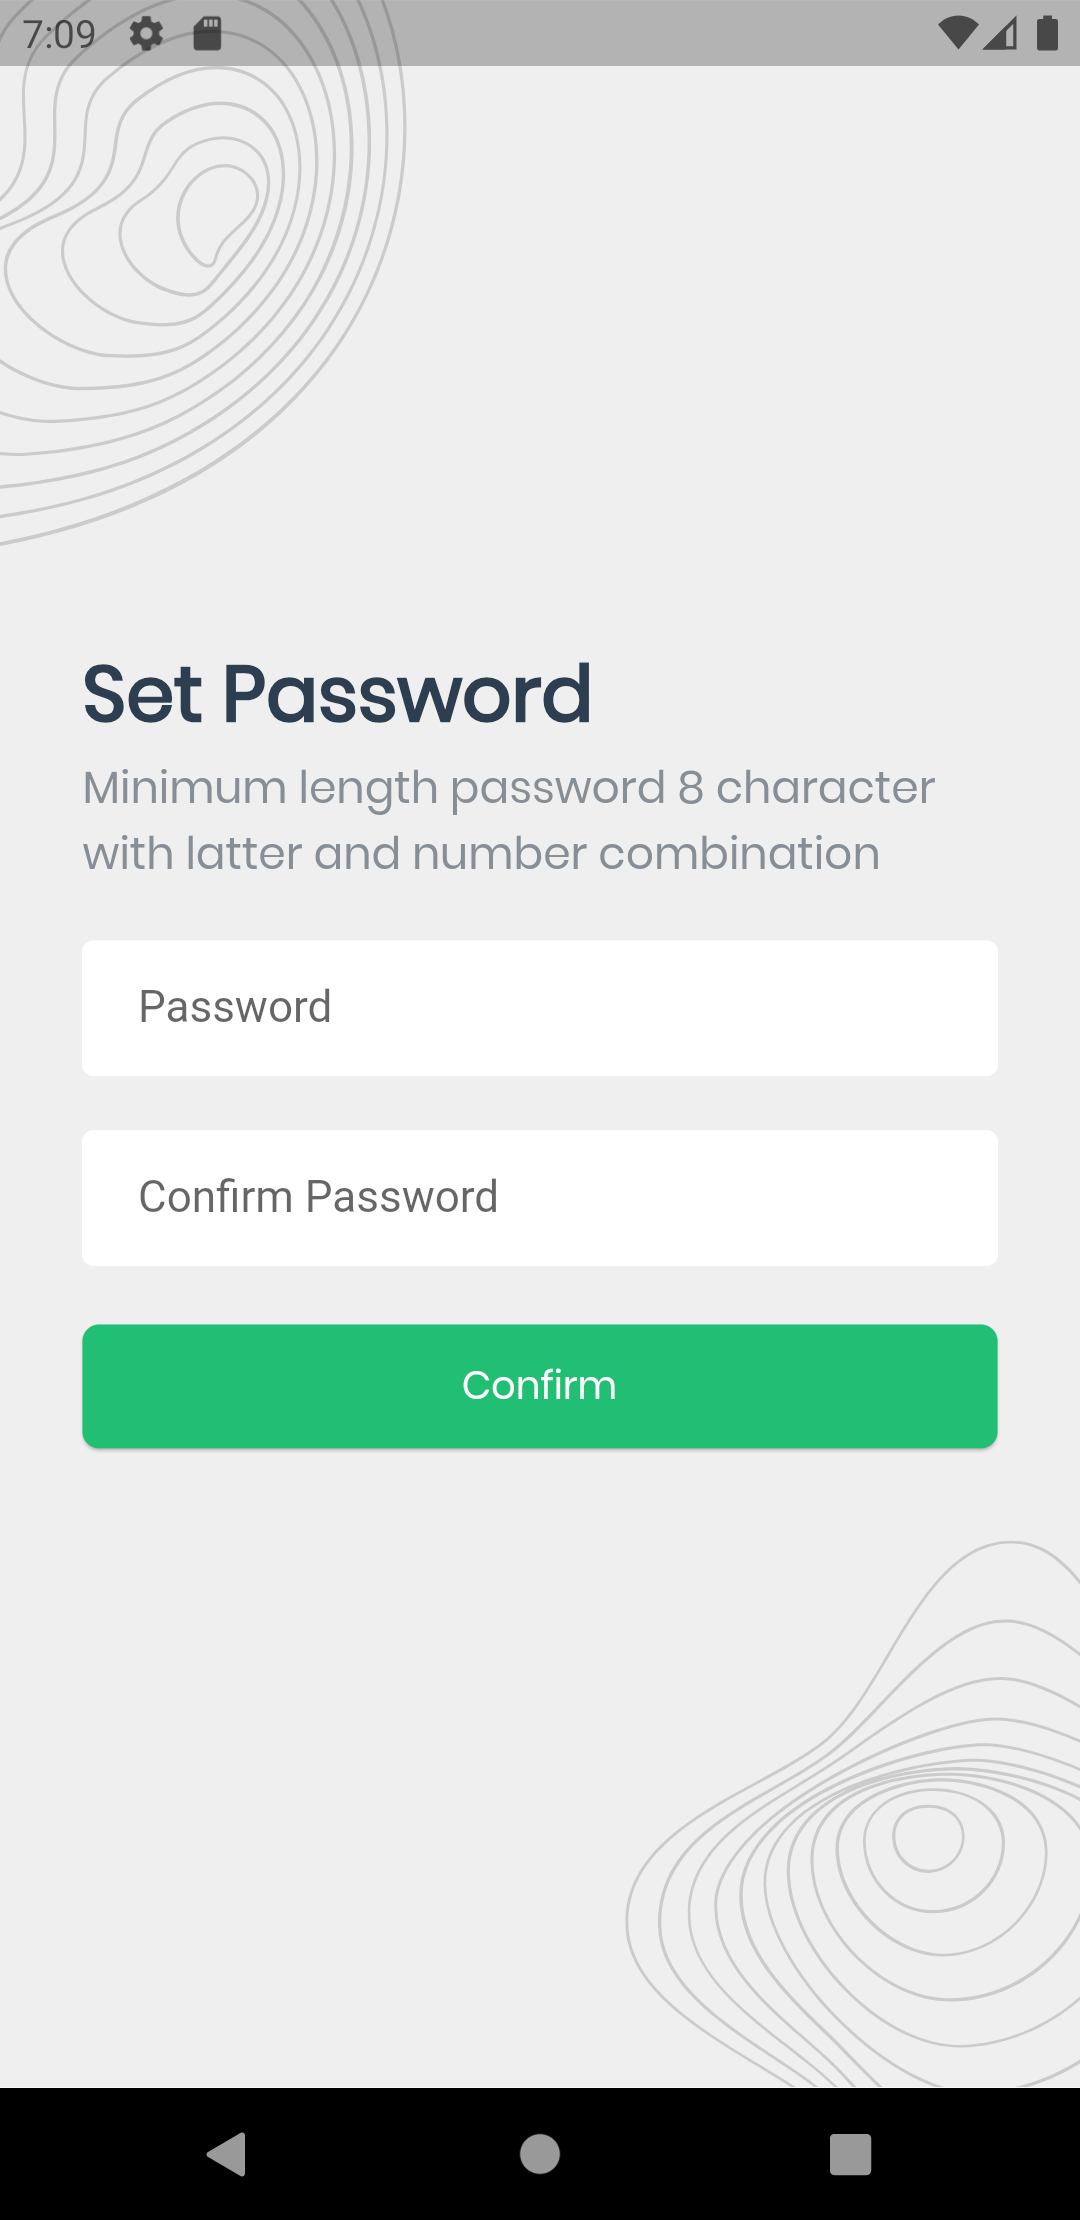 7:09
Set Password
Minimum length password 8 character
with latter and number combination
Password
Confirm Password
Confirm